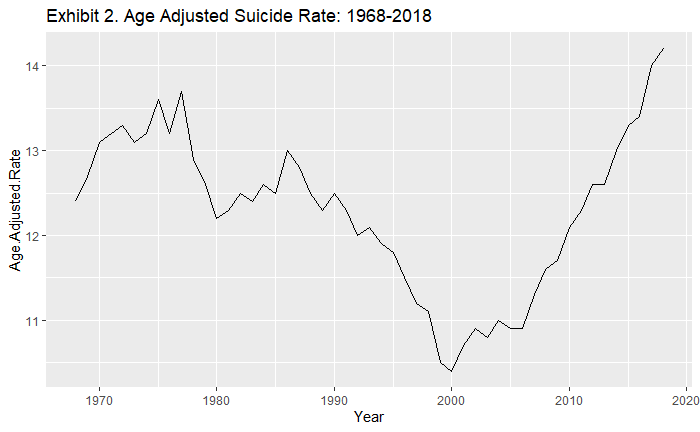 Exhibit 2. Age Adjusted Suicide Rate: 1968-2018
14
13
12
11
Age.Adjusted.Rate
1970 1980 1990 2000 2010 2020
Year